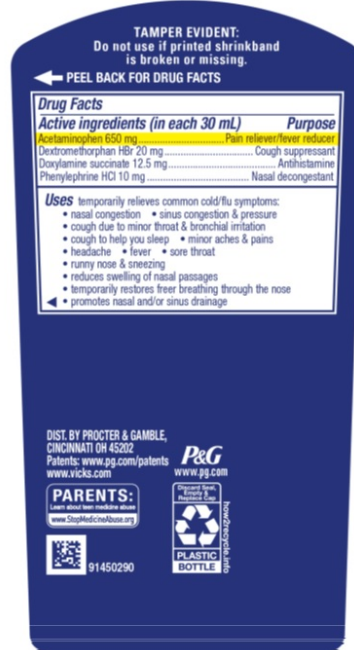 TAMPER EVIDENT:
Do not use if printed shrinkband
is broken or missing.
PEEL BACK FOR DRUG FACTS
Drug Facts
Active ingredients (in each 30 mL) Purpose
Acetaminophen 650 mg............................Pain reliever/fever reducer
Dextromethorphan HBr 20 mg............................Cough suppressant
Doxylamine succinate 12.5 mg............................Antihistamine
Phenylephrine HCl 10 mg............................Nasal decongestant
Uses temporarily relieves common cold/flu symptoms:
• nasal congestion • sinus congestion & pressure
• cough due to minor throat & bronchial irritation
• cough to help you sleep • minor aches & pains
• headache • fever • sore throat
• runny nose & sneezing
• reduces swelling of nasal passages
• temporarily restores freer breathing through the nose
• promotes nasal and/or sinus drainage
DIST. BY PROCTER & GAMBLE,
CINCINNATI OH 45202
Patents: www.pg.com/patents
www.vicks.com
P&G
www.pg.com
PARENTS:
Learn about teen medicine abuse
www.StopMedicineAbuse.org
91450290
Discard Seal,
Empty &
Replace Cap
PLASTIC
BOTTLE
how2recycle.info